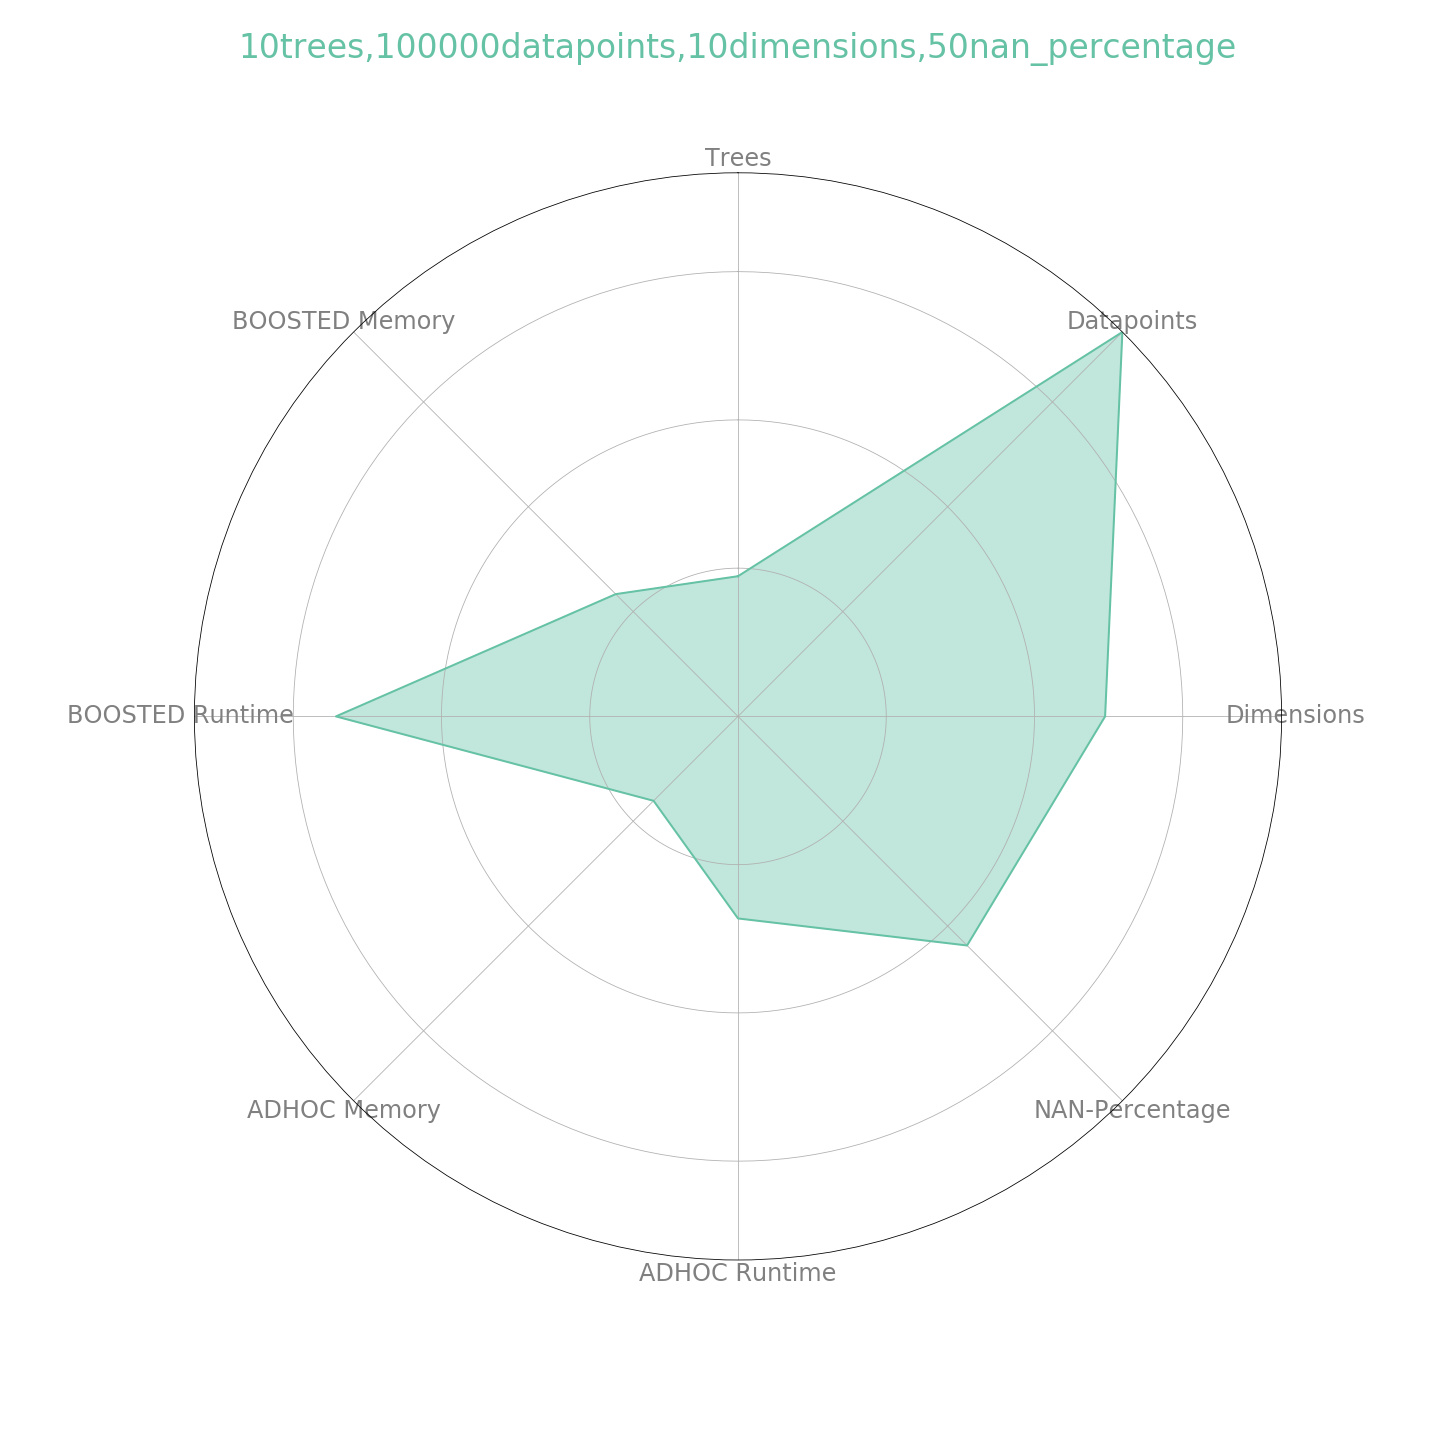 10trees,100000datapoints,10dimensions,50nan_percentage
Trees
BOOSTED Memory
Datapoints
BOOSTED Runtime
Dimensions
ADHOC Memory
NAN-Percentage
ADHOC Runtime